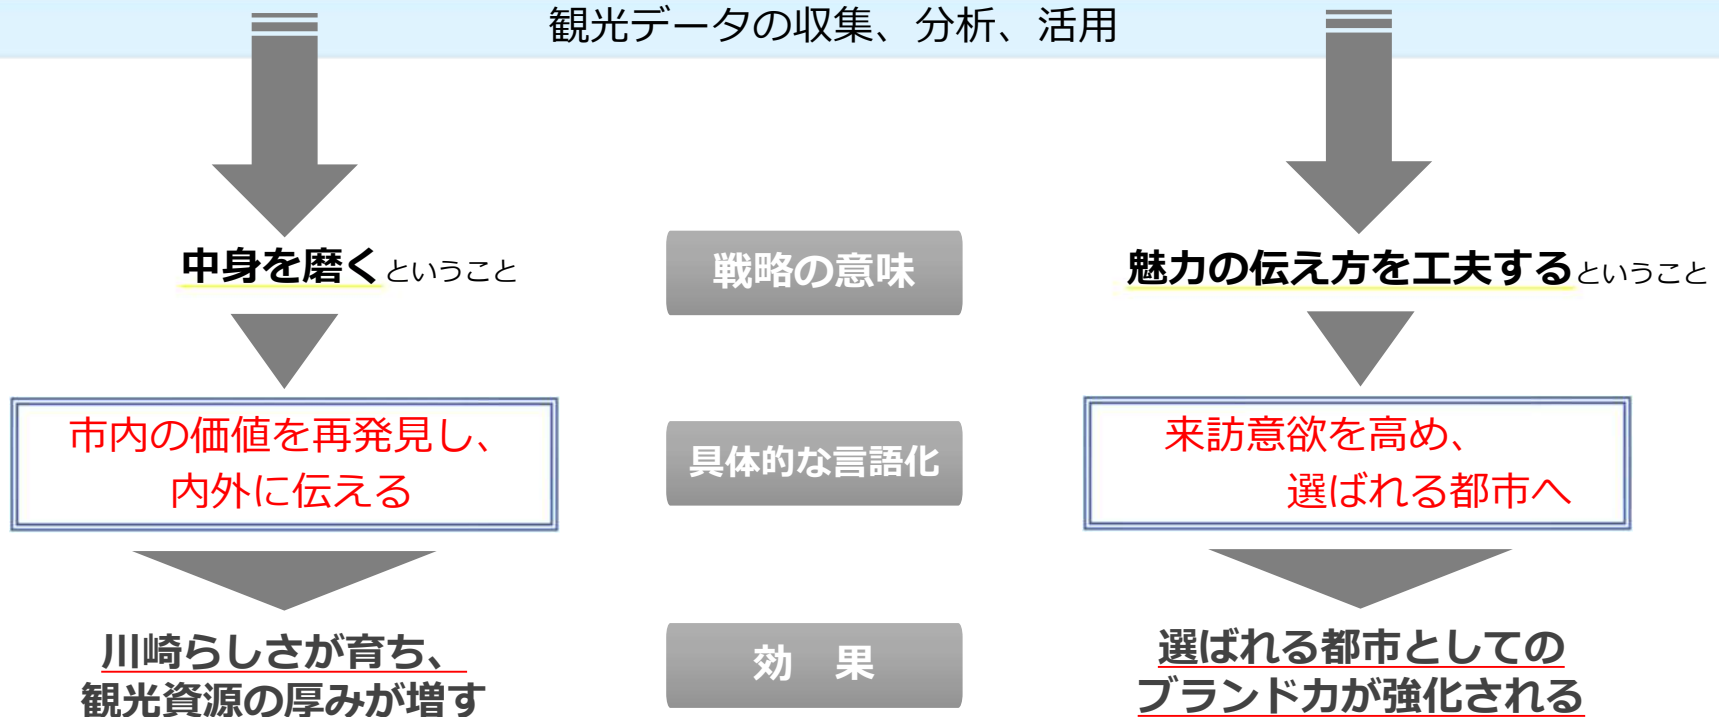 観光データの収集、分析、活用
中身を磨くということ
戦略の意味
魅力の伝え方を工夫するということ
市内の価値を再発見し、
内外に伝える
具体的な言語化
来訪意欲を高め、
選ばれる都市へ
川崎らしさが育ち、
観光資源の厚みが増す
効　果
選ばれる都市としての
ブランド力が強化される